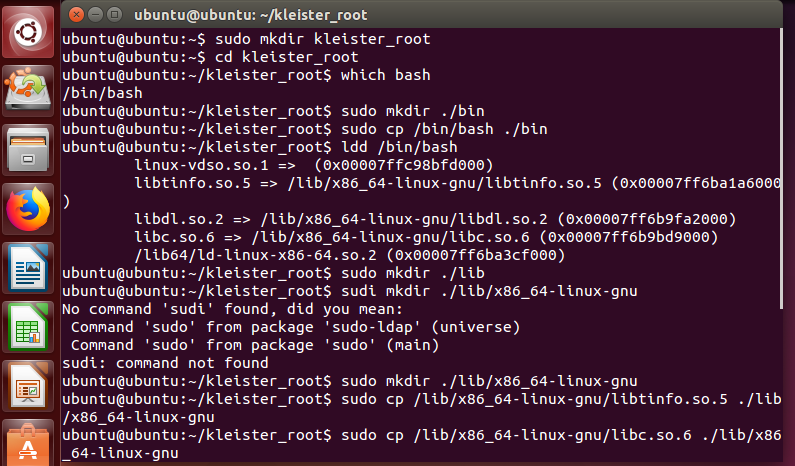 ubuntu@ubuntu: ~/kleister_root
ubuntu@ubuntu:~$ sudo mkdir kleister_root
ubuntu@ubuntu:~$ cd kleister_root
ubuntu@ubuntu:~/kleister_root$ which bash
/bin/bash
ubuntu@ubuntu:~/kleister_root$ sudo mkdir ./bin
ubuntu@ubuntu:~/kleister_root$ sudo cp /bin/bash ./bin
ubuntu@ubuntu:~/kleister_root$ ldd /bin/bash
linux-vdso.so.1 =>  (0x00007ffc98bfd000)
libtinfo.so.5 => /lib/x86_64-linux-gnu/libtinfo.so.5 (0x00007ff6ba1a6000
)
libdl.so.2 => /lib/x86_64-linux-gnu/libdl.so.2 (0x00007ff6b9fa2000)
libc.so.6 => /lib/x86_64-linux-gnu/libc.so.6 (0x00007ff6b9bd9000)
/lib64/ld-linux-x86-64.so.2 (0x00007ff6ba3cf000)
ubuntu@ubuntu:~/kleister_root$ sudo mkdir ./lib
ubuntu@ubuntu:~/kleister_root$ sudi mkdir ./lib/x86_64-linux-gnu
No command 'sudi' found, did you mean:
Command 'sudo' from package 'sudo-ldap' (universe)
Command 'sudo' from package 'sudo' (main)
sudi: command not found
ubuntu@ubuntu:~/kleister_root$ sudo mkdir ./lib/x86_64-linux-gnu
ubuntu@ubuntu:~/kleister_root$ sudo cp /lib/x86_64-linux-gnu/libtinfo.so.5 ./lib
/x86_64-linux-gnu
ubuntu@ubuntu:~/kleister_root$ sudo cp /lib/x86_64-linux-gnu/libc.so.6 ./lib/x86
_64-linux-gnu